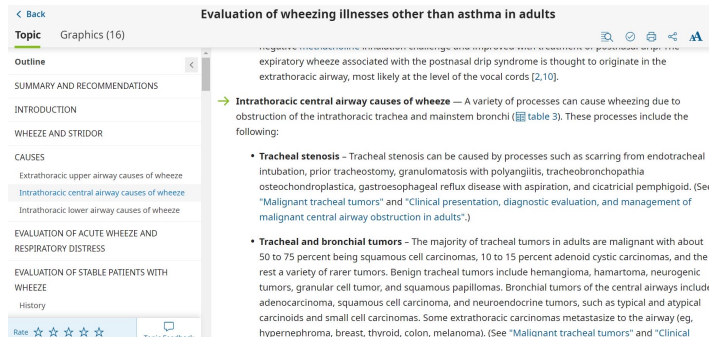 Back
Evaluation of wheezing illnesses other than asthma in adults
Topic
Graphics (16)
Outline
SUMMARY AND RECOMMENDATIONS
INTRODUCTION
WHEEZE AND STRIDOR
CAUSES
Extrathoracic upper airway causes of wheeze
Intrathoracic central airway causes of wheeze
Intrathoracic lower airway causes of wheeze
EVALUATION OF ACUTE WHEEZE AND
RESPIRATORY DISTRESS
EVALUATION OF STABLE PATIENTS WITH
WHEEZE
History
Rate
expiratory wheeze associated with the postnasal drip syndrome is thought to originate in the
extrathoracic airway, most likely at the level of the vocal cords [2,10].
Intrathoracic central airway causes of wheeze — A variety of processes can cause wheezing due to
obstruction of the intrathoracic trachea and mainstem bronchi (table 3). These processes include the
following:
• Tracheal stenosis – Tracheal stenosis can be caused by processes such as scarring from endotracheal
intubation, prior tracheostomy, granulomatosis with polyangiitis, tracheobronchopathia
osteochondroplastica, gastroesophageal reflux disease with aspiration, and cicatricial pemphigoid. (See
"Malignant tracheal tumors" and "Clinical presentation, diagnostic evaluation, and management of
malignant central airway obstruction in adults".)
• Tracheal and bronchial tumors – The majority of tracheal tumors in adults are malignant with about
50 to 75 percent being squamous cell carcinomas, 10 to 15 percent adenoid cystic carcinomas, and the
rest a variety of rarer tumors. Benign tracheal tumors include hemangioma, hamartoma, neurogenic
tumors, granular cell tumor, and squamous papillomas. Bronchial tumors of the central airways include
adenocarcinoma, squamous cell carcinoma, and neuroendocrine tumors, such as typical and atypical
carcinoids and small cell carcinomas. Some extrathoracic carcinomas metastasize to the airway (eg,
hypernephroma, breast, thyroid, colon, melanoma). (See "Malignant tracheal tumors" and "Clinical